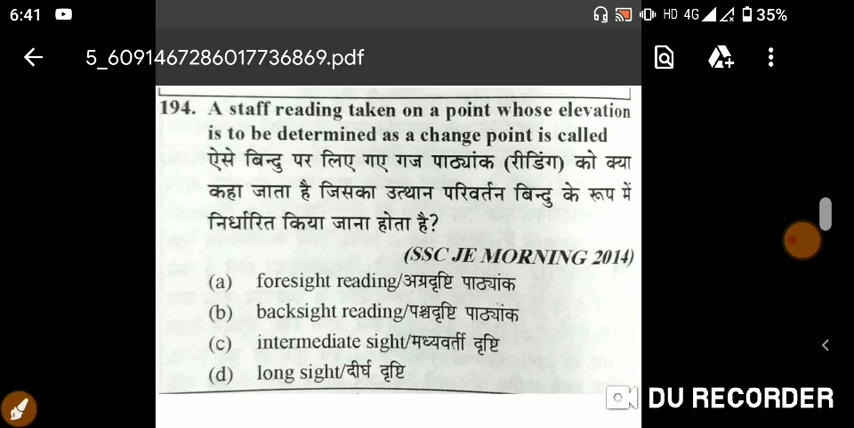 6:41 HD 4G 35%
5_6091467286017736869.pdf
194. A staff reading taken on a point whose elevation
is to be determined as a change point is called
ऐसे बिन्दु पर लिए गए गज पाठ्यांक (रीडिंग) को क्या
कहा जाता है जिसका उत्थान परिवर्तन बिन्दु के रूप में
निर्धारित किया जाना होता है?
(SSC JE MORNING 2014)
(a) foresight reading/अग्रदृष्टि पाठ्यांक
(b) backsight reading/पश्चदृष्टि पाठ्यांक
(c) intermediate sight/मध्यवर्ती दृष्टि
(d) long sight/दीर्घ दृष्टि
DU RECORDER